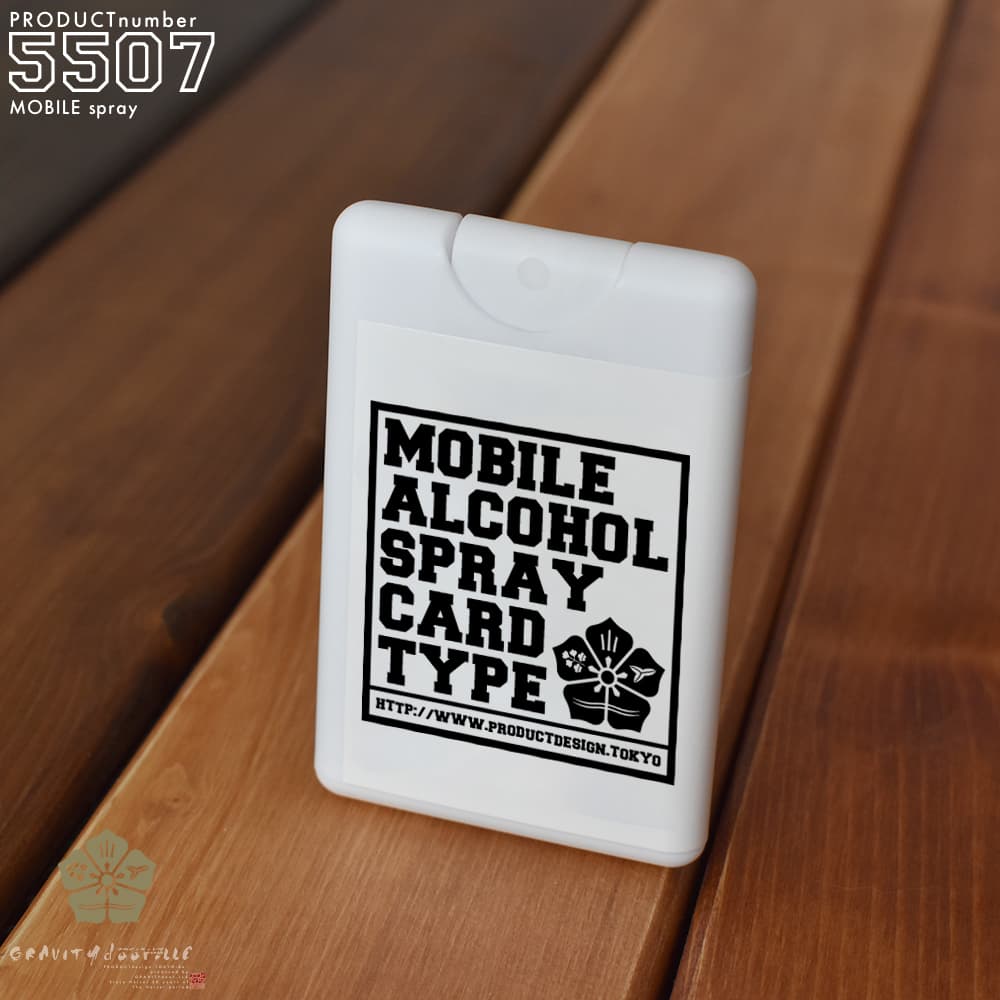 PRODUCTnumber
5507
MOBILE spray
MOBILE
ALCOHOL
SPRAY
CARD
TYPE
HTTP://WWW.PRODUCTDESIGN.TOKYO